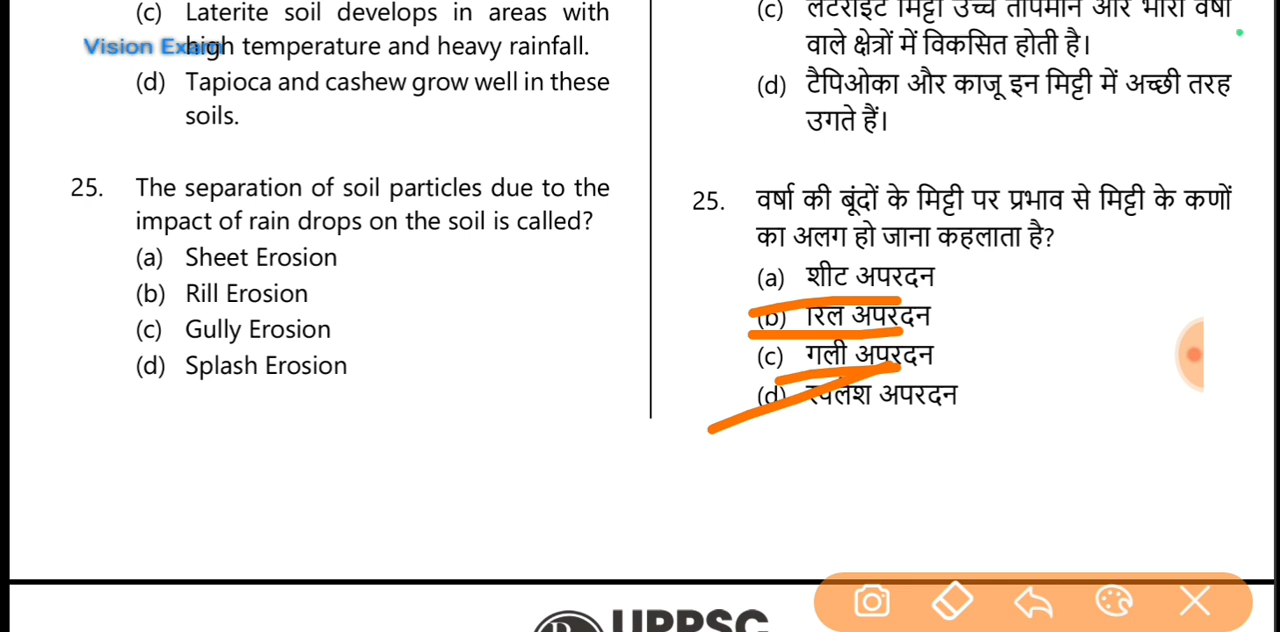 (c) Laterite soil develops in areas with
Vision Exam
high temperature and heavy rainfall.
(d) Tapioca and cashew grow well in these
soils.
25. The separation of soil particles due to the
impact of rain drops on the soil is called?
(a) Sheet Erosion
(b) Rill Erosion
(c) Gully Erosion
(d) Splash Erosion
(c) लेटराइट मिट्टी उच्च तापमान और भारी वर्षा
वाले क्षेत्रों में विकसित होती है।
(d) टैपिओका और काजू इन मिट्टी में अच्छी तरह
उगते हैं।
25. वर्षा की बूंदों के मिट्टी पर प्रभाव से मिट्टी के कणों
का अलग हो जाना कहलाता है?
(a) शीट अपरदन
(b) रिल अपरदन
(c) गली अपरदन
(d) स्पलेश अपरदन
UPPSC